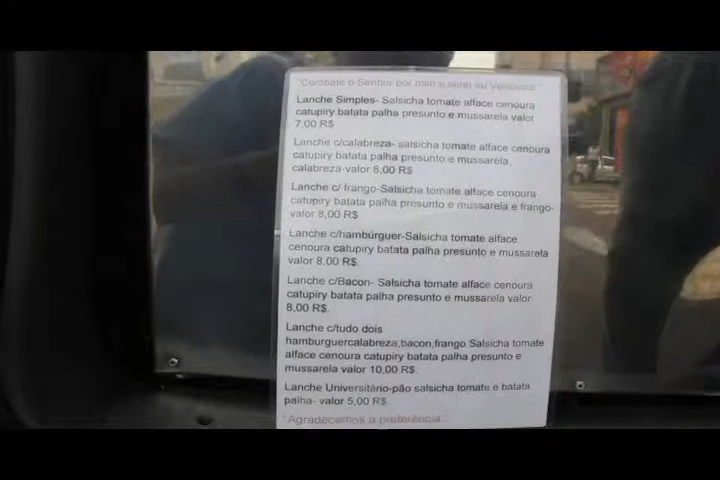 "Combate o Senhor por mim e serei eu Vencedor"
Lanche Simples- Salsicha tomate alface cenoura
catupiry batata palha presunto e mussarela valor
7,00 R$
Lanche c/calabreza- salsicha tomate alface cenoura
catupiry batata palha presunto e mussarela,
calabreza-valor 8,00 R$
Lanche c/ frango-Salsicha tomate alface cenoura
catupiry batata palha presunto e mussarela e frango-
valor 8,00 R$
Lanche c/hambúrguer-Salsicha tomate alface
cenoura catupiry batata palha presunto e mussarela
valor 8,00 R$.
Lanche c/Bacon- Salsicha tomate alface cenoura
catupiry batata palha presunto e mussarela valor
8,00 R$.
Lanche c/tudo dois
hamburguercalabreza,bacon,frango Salsicha tomate
alface cenoura catupiry batata palha presunto e
mussarela valor 10,00 R$.
Lanche Universitário-pão salsicha tomate e batata
palha- valor 5,00 R$.
"Agradecemos a preferência."